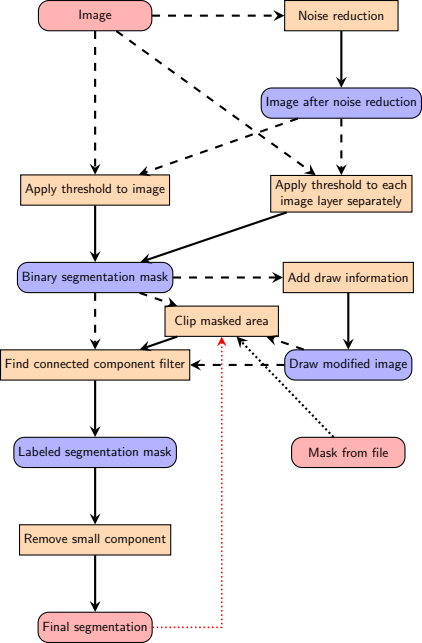 Image
Noise reduction
Image after noise reduction
Apply threshold to image
Apply threshold to each
image layer separately
Binary segmentation mask
Add draw information
Clip masked area
Find connected component filter
Draw modified image
Labeled segmentation mask
Mask from file
Remove small component
Final segmentation